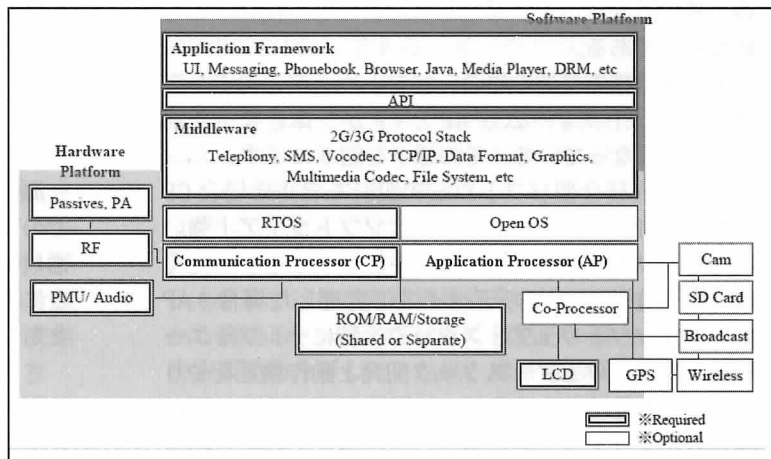 Software Platform
Application Framework
UI, Messaging, Phonebook, Browser, Java, Media Player, DRM, etc
API
Middleware
2G/3G Protocol Stack
Telephony, SMS, Vocodec, TCP/IP, Data Format, Graphics,
Multimedia Codec, File System, etc
Hardware
Platform
Passives, PA
RF
PMU/ Audio
RTOS
Open OS
Communication Processor (CP)
Application Processor (AP)
ROM/RAM/Storage
(Shared or Separate)
Co-Processor
LCD
Cam
SD Card
Broadcast
GPS
Wireless
※Required
※Optional